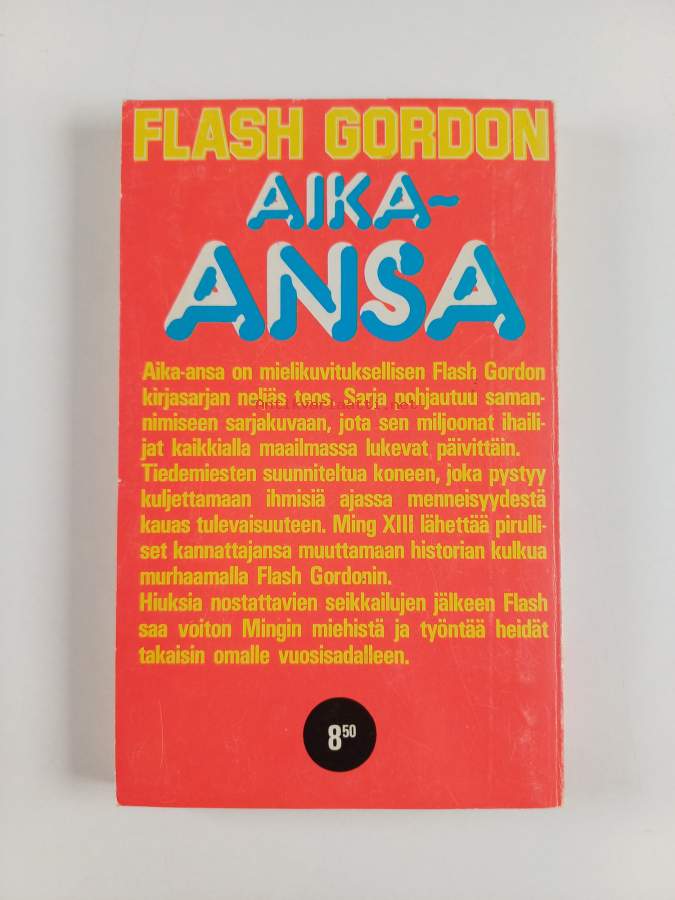 FLASH GORDON
AIKA-
ANSA
Aika-ansa on mielikuvituksellisen Flash Gordon
kirjasarjan neljäs teos. Sarja pohjautuu saman-
nimiseen sarjakuvaan, jota sen miljoonat ihaili-
jat kaikkialla maailmassa lukevat päivittäin.
Tiedemiesten suunniteltua koneen, joka pystyy
kuljettamaan ihmisiä ajassa menneisyydestä
kauas tulevaisuuteen. Ming XIII lähettää pirulli-
set kannattajansa muuttamaan historian kulkua
murhaamalla Flash Gordonin.
Hiuksia nostattavien seikkailujen jälkeen Flash
saa voiton Mingin miehistä ja työntää heidät
takaisin omalle vuosisadalleen.
8 50
antikvariaatti.net